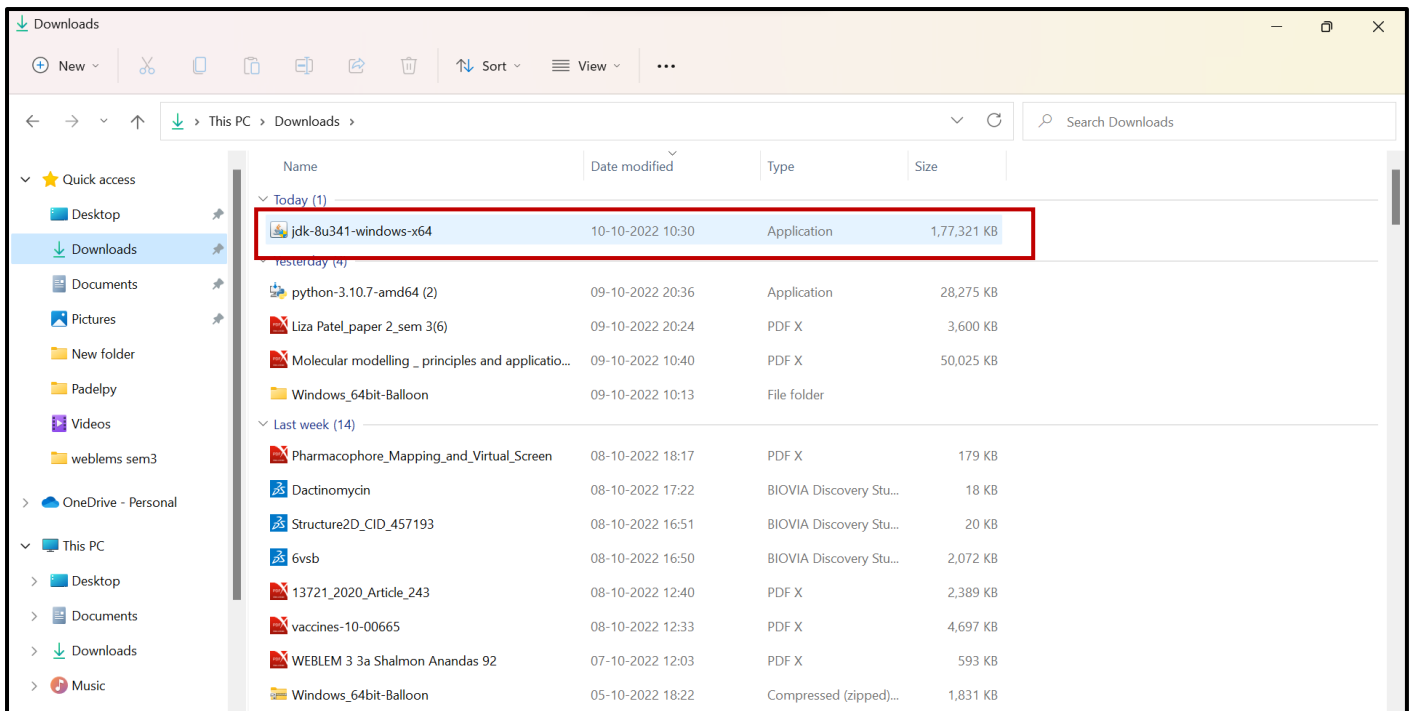 Downloads
New
Sort
View
This PC > Downloads >
Search Downloads
Name Date modified Type Size
Quick access
Desktop
Downloads
Documents
Pictures
New folder
Padelpy
Videos
weblems sem3
OneDrive - Personal
This PC
Desktop
Documents
Downloads
Music
Today (1)
jdk-8u341-windows-x64 10-10-2022 10:30 Application 1,77,321 KB
Yesterday (4)
python-3.10.7-amd64 (2) 09-10-2022 20:36 Application 28,275 KB
Liza Patel_paper 2_sem 3(6) 09-10-2022 20:24 PDF X 3,600 KB
Molecular modelling _ principles and applicatio... 09-10-2022 10:40 PDF X 50,025 KB
Windows_64bit-Balloon 09-10-2022 10:13 File folder
Last week (14)
Pharmacophore_Mapping_and_Virtual_Screen 08-10-2022 18:17 PDF X 179 KB
Dactinomycin 08-10-2022 17:22 BIOVIA Discovery Stu... 18 KB
Structure2D_CID_457193 08-10-2022 16:51 BIOVIA Discovery Stu... 20 KB
6vsb 08-10-2022 16:50 BIOVIA Discovery Stu... 2,072 KB
13721_2020_Article_243 08-10-2022 12:40 PDF X 2,389 KB
vaccines-10-00665 08-10-2022 12:33 PDF X 4,697 KB
WEBLEM 3 3a Shalmon Anandas 92 07-10-2022 12:03 PDF X 593 KB
Windows_64bit-Balloon 05-10-2022 18:22 Compressed (zipped)... 1,831 KB